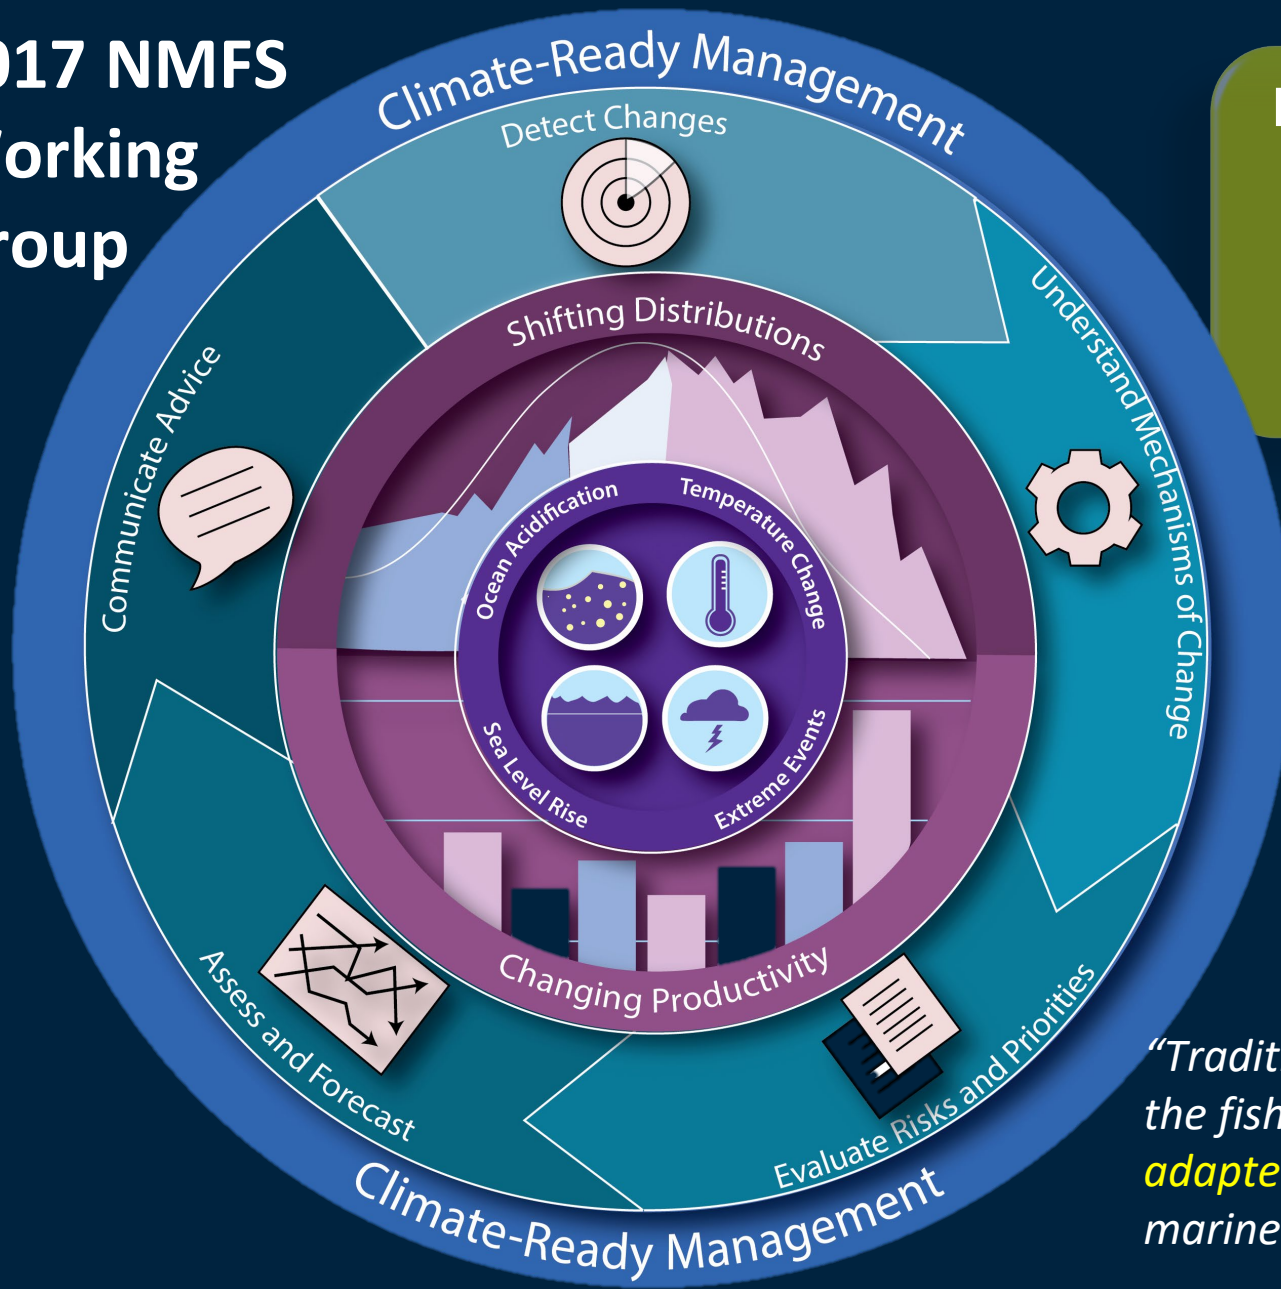 017 NMFS
orking
roup
Climate-Ready Management
Detect Changes
Understand Mechanisms of Change
Evaluate Risks and Priorities
Assess and Forecast
Communicate Advice
Shifting Distributions
Changing Productivity
Ocean Acidification
Temperature Change
Sea Level Rise
Extreme Events
Climate-Ready Management
“Tradit
the fish
adapte
marine